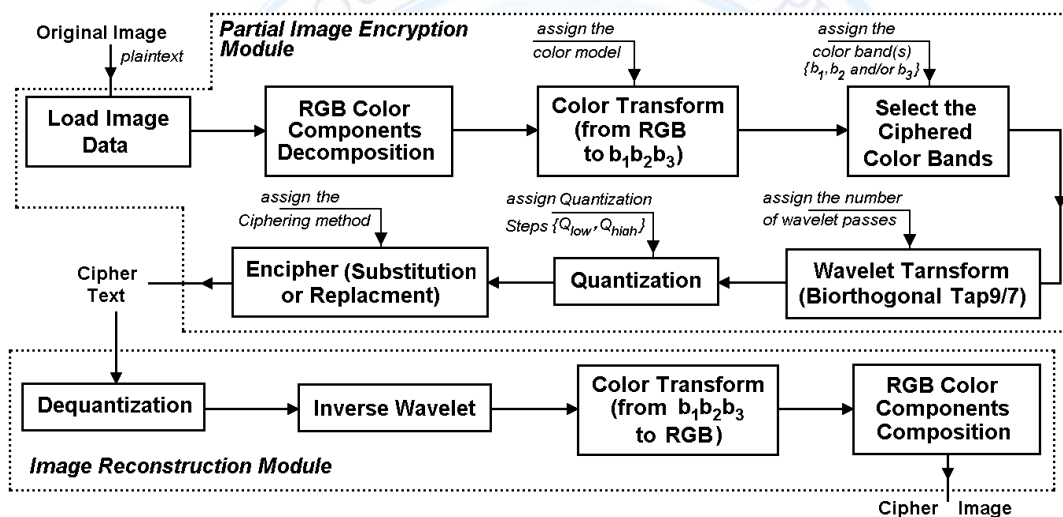 Original Image
plaintext
Partial Image Encryption
Module
assign the
color model
assign the
color band(s)
{b1,b2 and/or b3}
Load Image
Data
RGB Color
Components
Decomposition
Color Transform
(from RGB
to b1b2b3)
Select the
Ciphered
Color Bands
assign the
Ciphering method
assign Quantization
Steps {Qlow,Qhiah}
assign the number
of wavelet passes
Cipher
Text
Encipher (Substitution
or Replacment)
Quantization
Wavelet Tarnsform
(Biorthogonal Tap9/7)
Dequantization
Inverse Wavelet
Color Transform
(from b1b2b3
to RGB)
RGB Color
Components
Composition
Image Reconstruction Module
Cipher Image